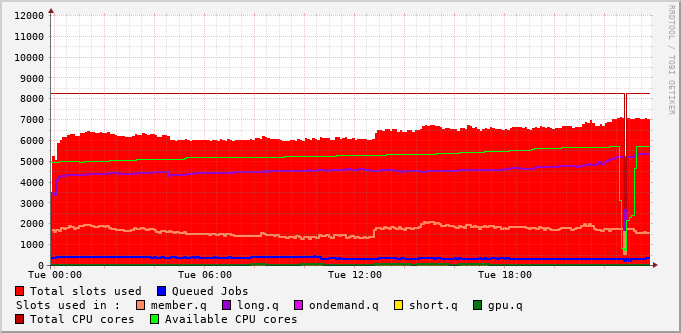 12000
11000
10000
9000
8000
7000
6000
5000
4000
3000
2000
1000
0
Tue 00:00 Tue 06:00 Tue 12:00 Tue 18:00
Total slots used Queued Jobs
Slots used in : member.q long.q ondemand.q short.q gpu.q
Total CPU cores Available CPU cores
RRDTOOL / TOBI OETIKER